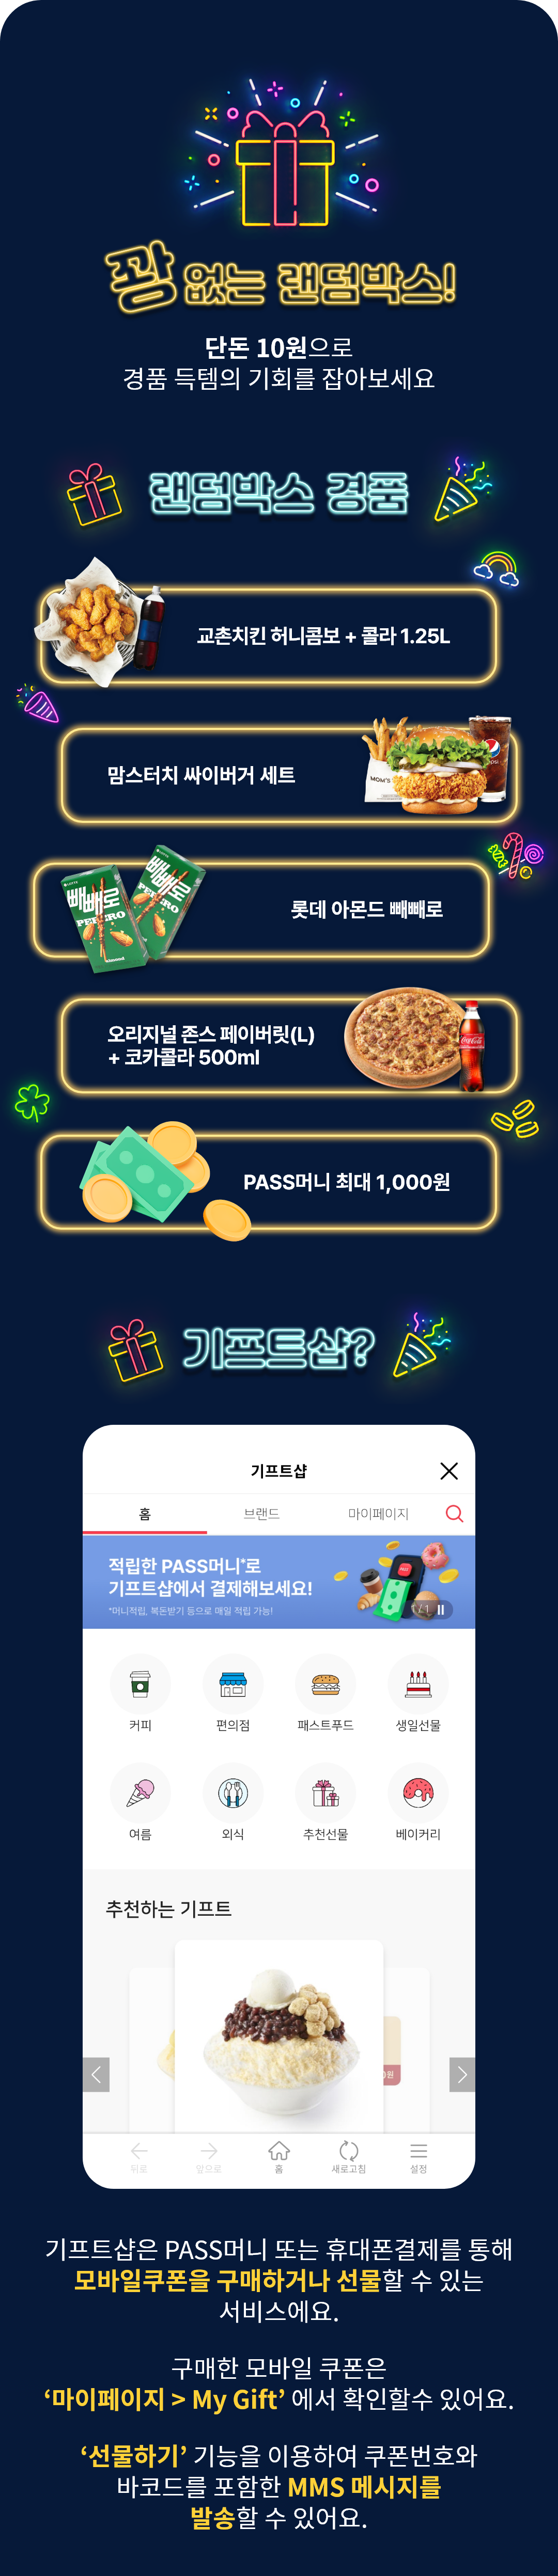 꽝 없는 랜덤박스!
단돈 10원으로
경품 득템의 기회를 잡아보세요
랜덤박스 경품
교촌치킨 허니콤보 + 콜라 1.25L
맘스터치 싸이버거 세트
MOM'S
pepsi
롯데 아몬드 빼빼로
빼빼로
PEPERO
almond
빼빼로
PEPERO
오리지널 존스 페이버릿(L)
+ 코카콜라 500ml
Coca-Cola
PASS머니 최대 1,000원
기프트샵?
기프트샵
홈 브랜드 마이페이지
적립한 PASS머니*로
기프트샵에서 결제해보세요!
*머니적립, 복돈받기 등으로 매일 적립 가능!
1 / 1
커피 편의점 패스트푸드 생일선물
여름 외식 추천선물 베이커리
추천하는 기프트
원
뒤로 앞으로 홈 새로고침 설정
기프트샵은 PASS머니 또는 휴대폰결제를 통해
모바일쿠폰을 구매하거나 선물할 수 있는
서비스에요.
구매한 모바일 쿠폰은
‘마이페이지 > My Gift’ 에서 확인할수 있어요.
‘선물하기’ 기능을 이용하여 쿠폰번호와
바코드를 포함한 MMS 메시지를
발송할 수 있어요.